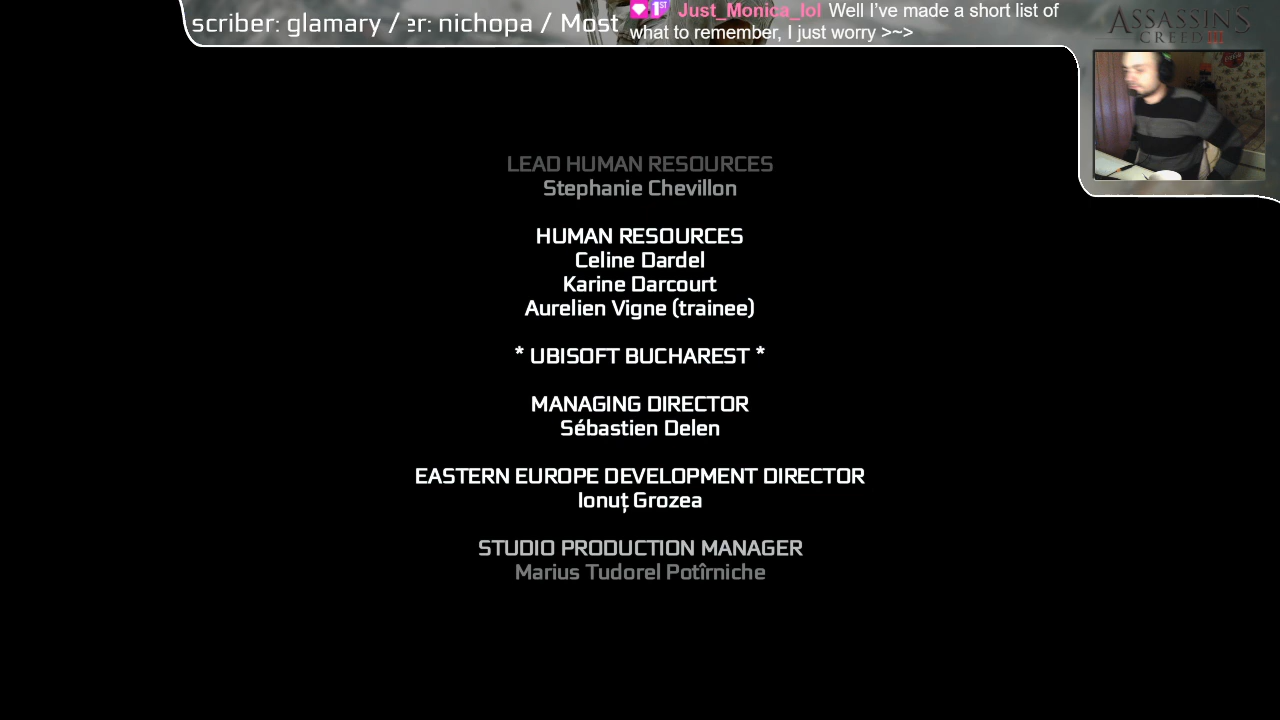 scriber: glamary / er: nichopa / Most
Just_Monica_lol Well I’ve made a short list of
what to remember, I just worry >~>
ASSASSIN'S
CREED III
LEAD HUMAN RESOURCES
Stephanie Chevillon
HUMAN RESOURCES
Celine Dardel
Karine Darcourt
Aurelien Vigne (trainee)
* UBISOFT BUCHAREST *
MANAGING DIRECTOR
Sébastien Delen
EASTERN EUROPE DEVELOPMENT DIRECTOR
Ionuț Grozea
STUDIO PRODUCTION MANAGER
Marius Tudorel Potîrniche